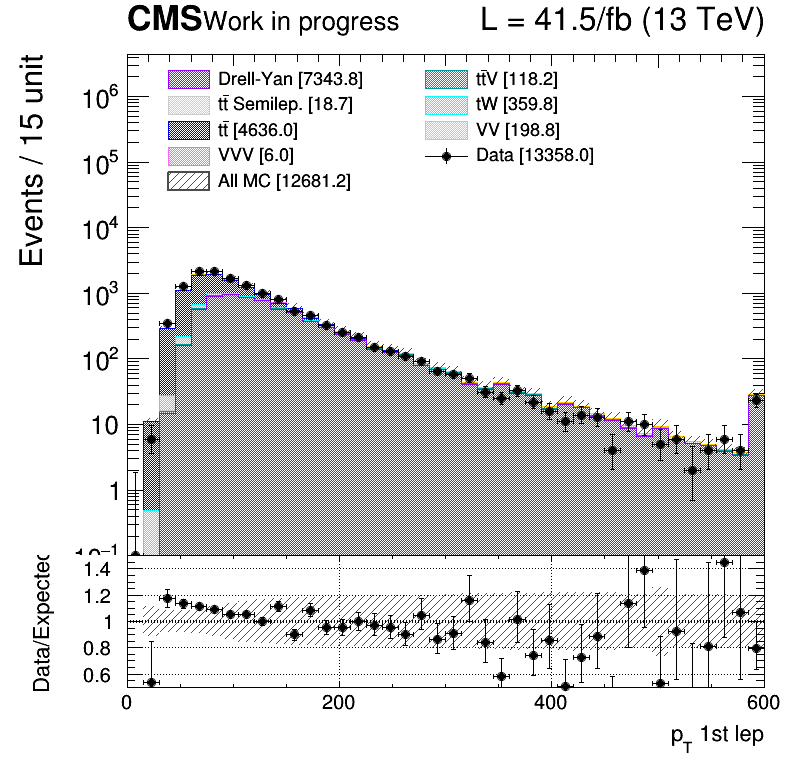 CMS Work in progress L = 41.5/fb (13 TeV)
Events / 15 unit
Drell-Yan [7343.8]
tt̄ Semilep. [18.7]
tt̄ [4636.0]
VVV [6.0]
All MC [12681.2]
tt̄V [118.2]
tW [359.8]
VV [198.8]
Data [13358.0]
10⁶
10⁵
10⁴
10³
10²
10
1
10⁻¹
Data/Expected
1.4
1.2
1
0.8
0.6
0 200 400 600
p_T 1st lep